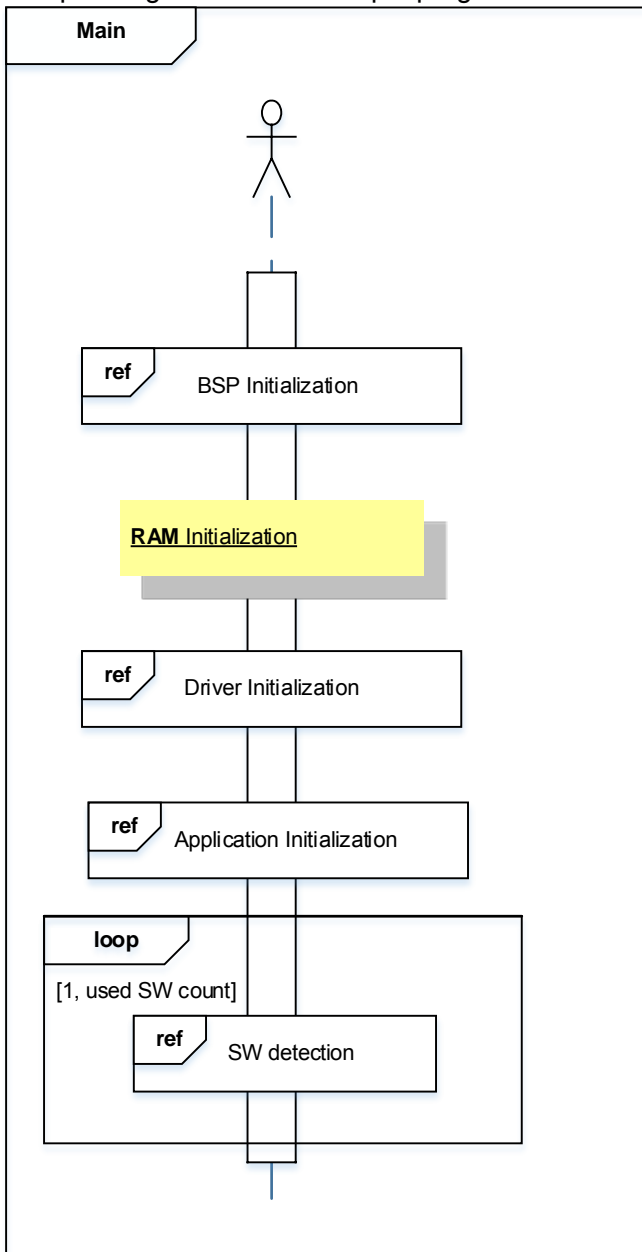 Main
ref
BSP Initialization
RAM Initialization
ref
Driver Initialization
ref
Application Initialization
loop
[1, used SW count]
ref
SW detection